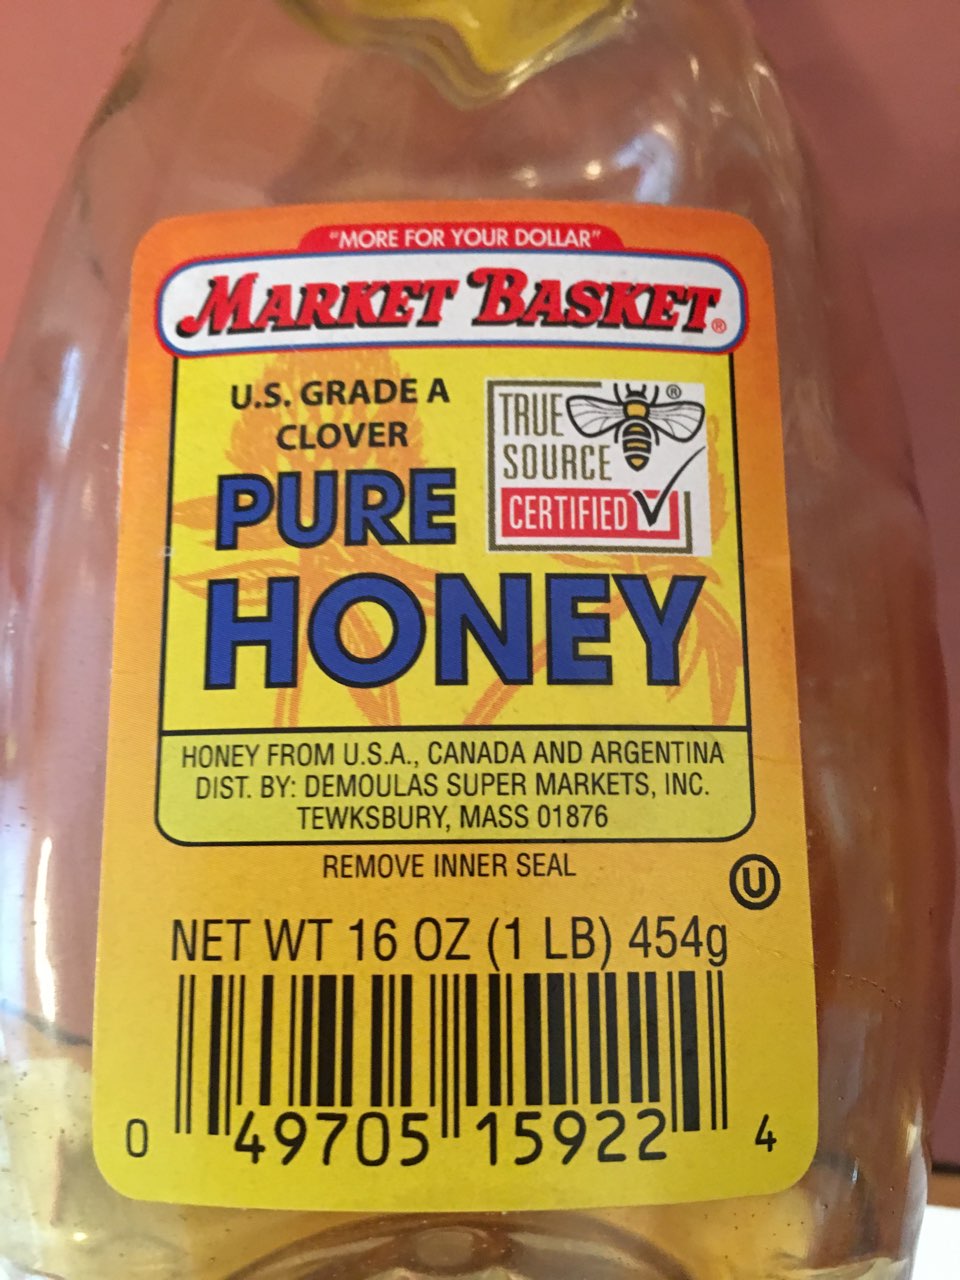 "MORE FOR YOUR DOLLAR"
MARKET BASKET®
U.S. GRADE A
CLOVER
PURE
HONEY
TRUE ®
SOURCE
CERTIFIED
HONEY FROM U.S.A., CANADA AND ARGENTINA
DIST. BY: DEMOULAS SUPER MARKETS, INC.
TEWKSBURY, MASS 01876
REMOVE INNER SEAL
U
NET WT 16 OZ (1 LB) 454g
0 49705 15922 4